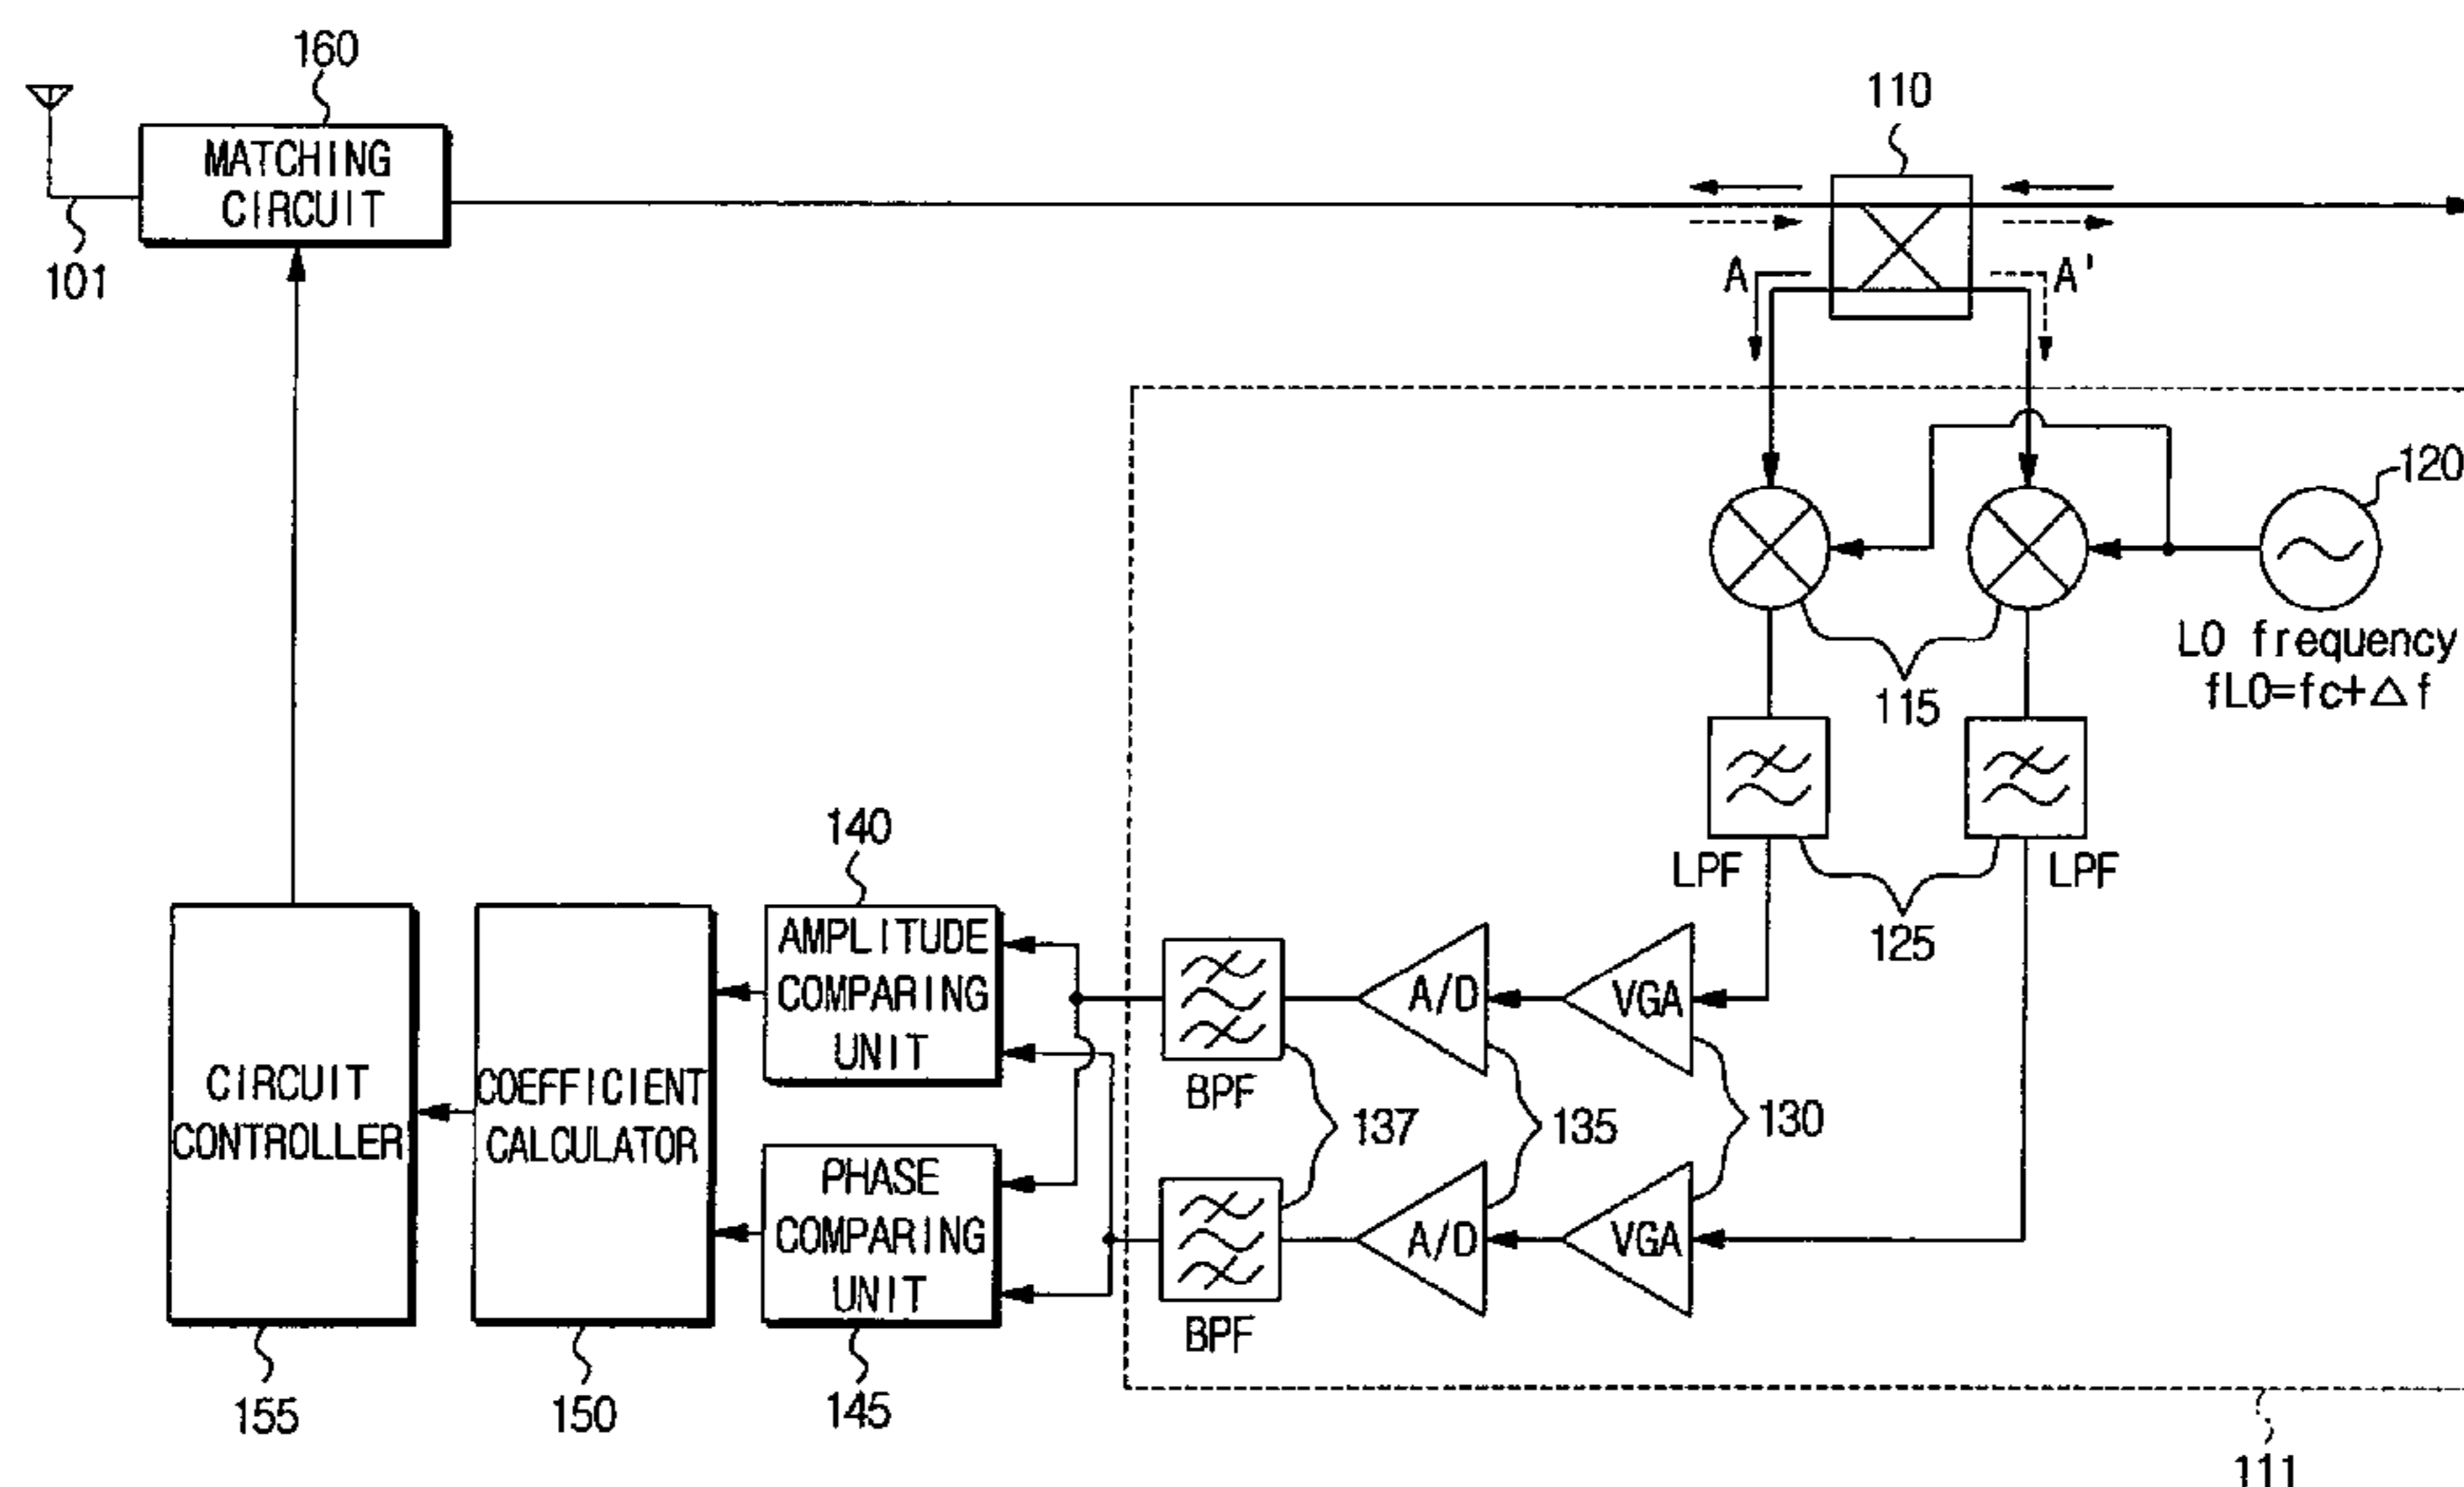 160
110
MATCHING
CIRCUIT
101
A
A'
120
LO frequency
fLO=fc+△f
115
140
LPF
LPF
125
AMPLITUDE
COMPARING
UNIT
A/D
VGA
BPF
CIRCUIT
CONTROLLER
COEFFICIENT
CALCULATOR
137
135
130
PHASE
COMPARING
UNIT
A/D
VGA
BPF
155
150
145
111